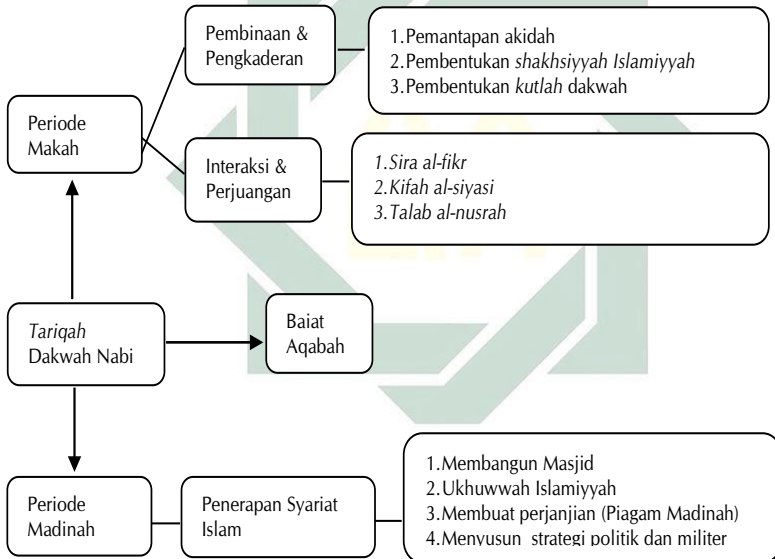 Pembinaan &
Pengkaderan
1.Pemantapan akidah
2.Pembentukan shakhsiyyah Islamiyyah
3.Pembentukan kutlah dakwah
Periode
Makah
Interaksi &
Perjuangan
1.Sira al-fikr
2.Kifah al-siyasi
3.Talab al-nusrah
Tariqah
Dakwah Nabi
Baiat
Aqabah
Periode
Madinah
Penerapan Syariat
Islam
1.Membangun Masjid
2.Ukhuwwah Islamiyyah
3.Membuat perjanjian (Piagam Madinah)
4.Menyusun strategi politik dan militer